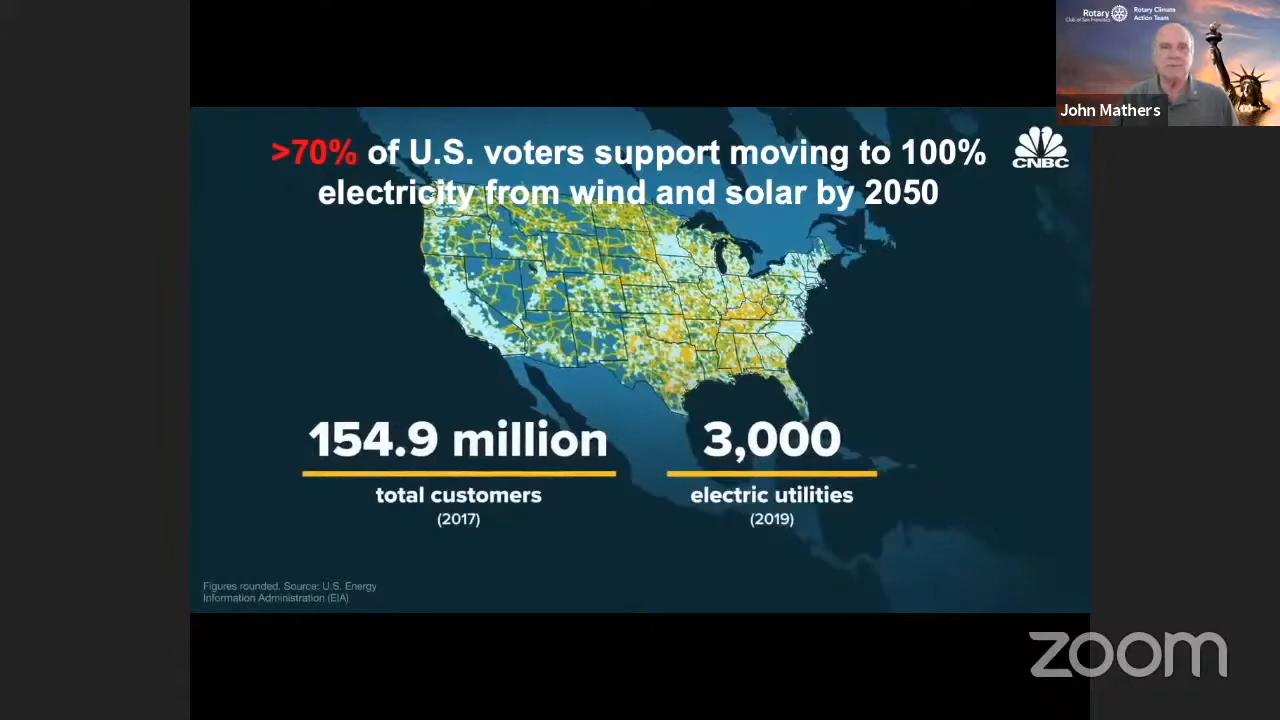 Rotary
Club of San Francisco
Rotary Climate
Action Team
John Mathers
>70% of U.S. voters support moving to 100%
electricity from wind and solar by 2050
CNBC
154.9 million
total customers
(2017)
3,000
electric utilities
(2019)
Figures rounded. Source: U.S. Energy
Information Administration (EIA)
zoom